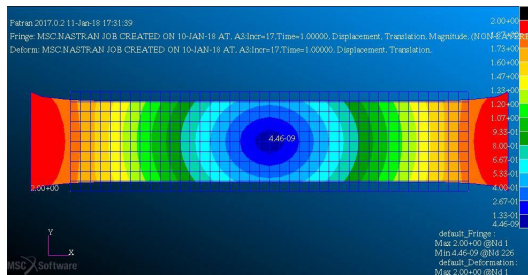 Patran 2017.0.2 11-Jan-18 17:31:39
Fringe: MSC.NASTRAN JOB CREATED ON 10-JAN-18 AT, A3:Incr=17,Time=1.00000, Displacement, Translation, Magnitude, (NON-LAYERED)
Deform: MSC.NASTRAN JOB CREATED ON 10-JAN-18 AT, A3:Incr=17,Time=1.00000, Displacement, Translation,
2.00+00
1.87+00
1.73+00
1.60+00
1.47+00
1.33+00
1.20+00
1.07+00
9.33-01
8.00-01
6.67-01
5.33-01
4.00-01
2.67-01
1.33-01
4.46-09
4.46-09
2.00+00
Y
X
MSC Software
default_Fringe :
Max 2.00+00 @Nd 1
Min 4.46-09 @Nd 226
default_Deformation :
Max 2.00+00 @Nd 1